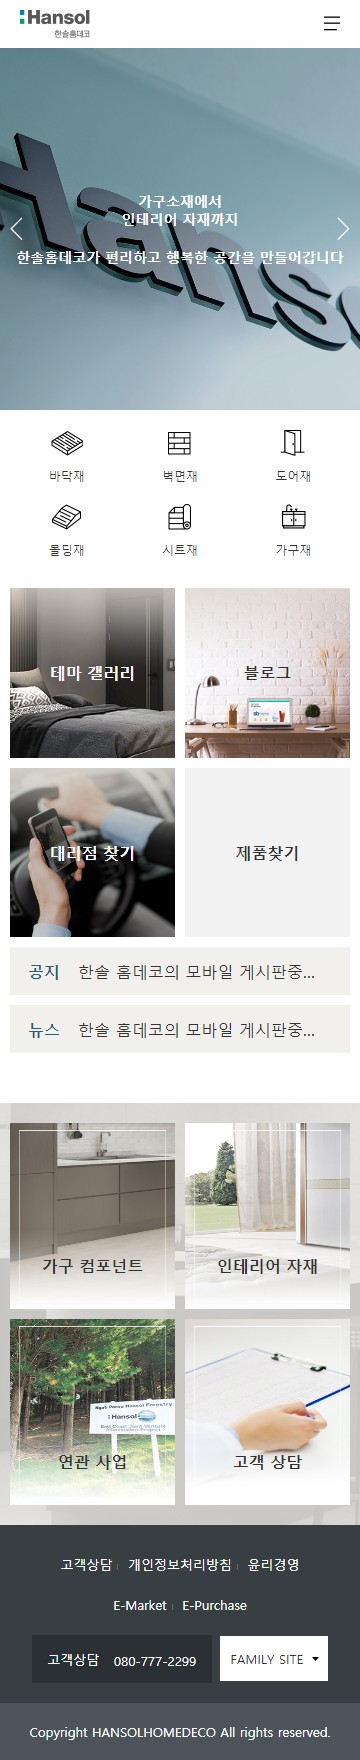 Hansol
한솔홈데코
가구소재에서
인테리어 자재까지
한솔홈데코가 편리하고 행복한 공간을 만들어갑니다
바닥재 벽면재 도어재
몰딩재 시트재 가구재
테마 갤러리 블로그
대리점 찾기 제품찾기
공지 한솔 홈데코의 모바일 게시판중...
뉴스 한솔 홈데코의 모바일 게시판중...
가구 컴포넌트 인테리어 자재
Hansol
연관 사업 고객 상담
고객상담 개인정보처리방침 윤리경영
E-Market E-Purchase
고객상담 080-777-2299 FAMILY SITE
Copyright HANSOLHOMEDECO All rights reserved.